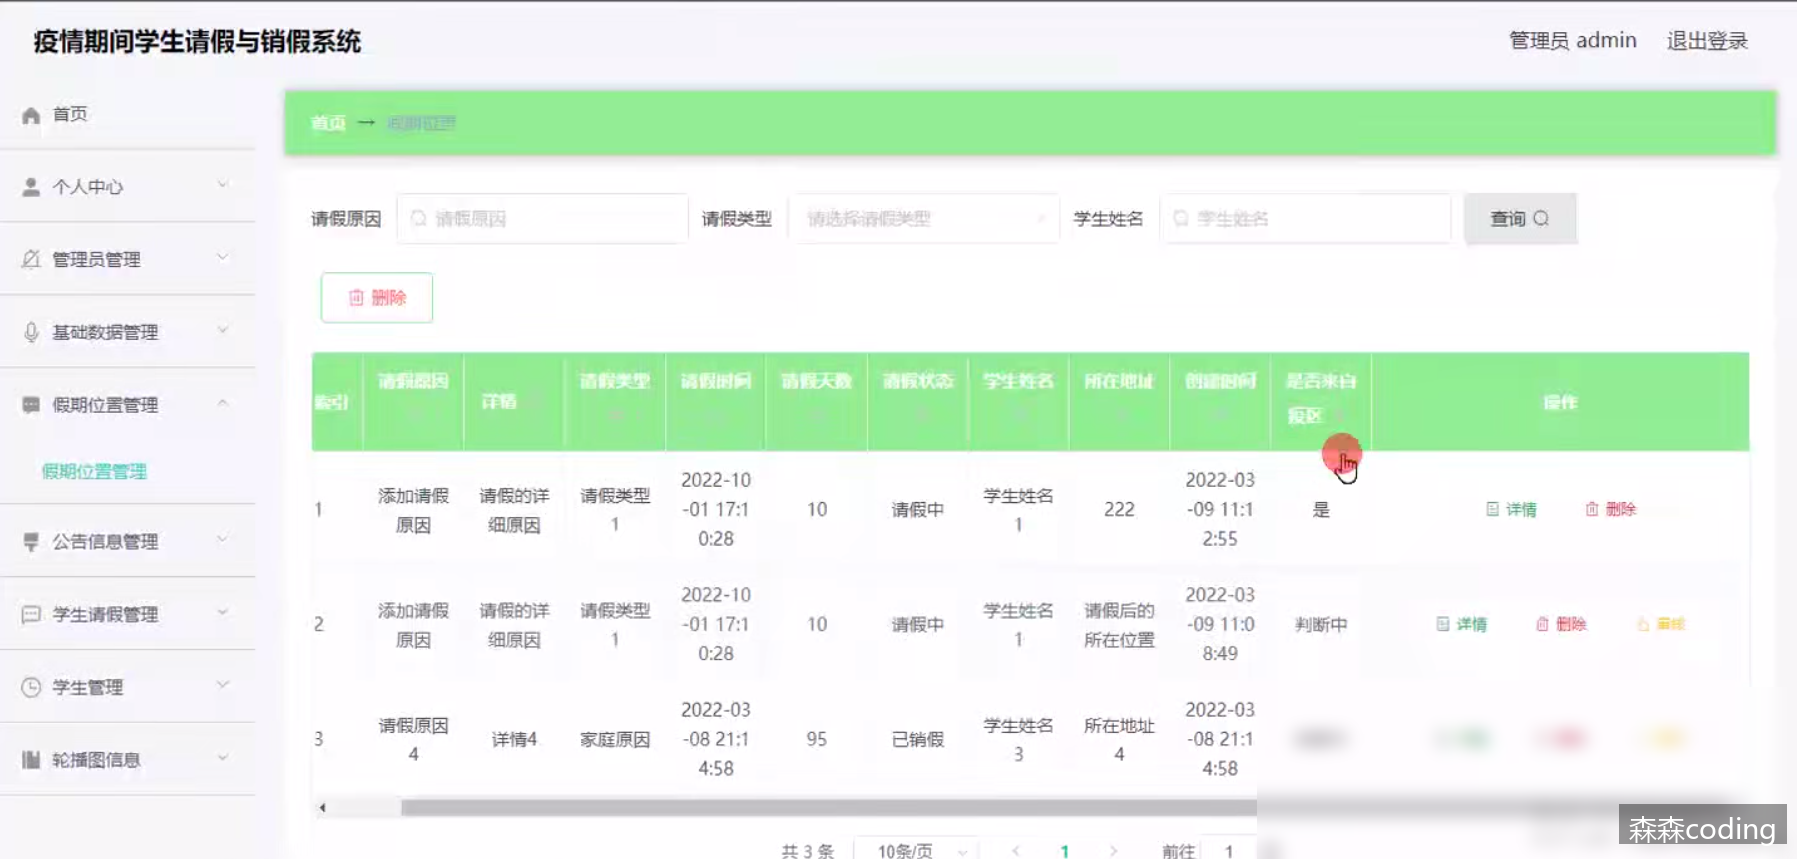 疫情期间学生请假与销假系统
管理员 admin 退出登录
首页
个人中心
管理员管理
基础数据管理
假期位置管理
假期位置管理
公告信息管理
学生请假管理
学生管理
轮播图信息
首页 → 假期位置
请假原因 请假原因 请假类型 请选择请假类型 学生姓名 学生姓名 查询
删除
索引 请假原因 详情 请假类型 请假时间 请假天数 请假状态 学生姓名 所在地址 创建时间 是否来自疫区 操作
1 添加请假原因 请假的详细原因 请假类型1 2022-10-01 17:10:28 10 请假中 学生姓名1 222 2022-03-09 11:12:55 是 详情 删除
2 添加请假原因 请假的详细原因 请假类型1 2022-10-01 17:10:28 10 请假中 学生姓名1 请假后的所在位置 2022-03-09 11:08:49 判断中 详情 删除 审核
3 请假原因4 详情4 家庭原因 2022-03-08 21:14:58 95 已销假 学生姓名3 所在地址4 2022-03-08 21:14:58
共 3 条 10条/页 1 前往 1
森森coding